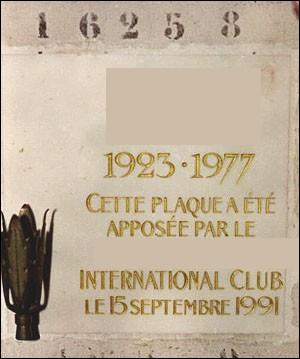 16258
1923·1977
CETTE PLAQUE A ÉTÉ
APPOSÉE PAR LE
INTERNATIONAL CLUB
LE 15 SEPTEMBRE 1991